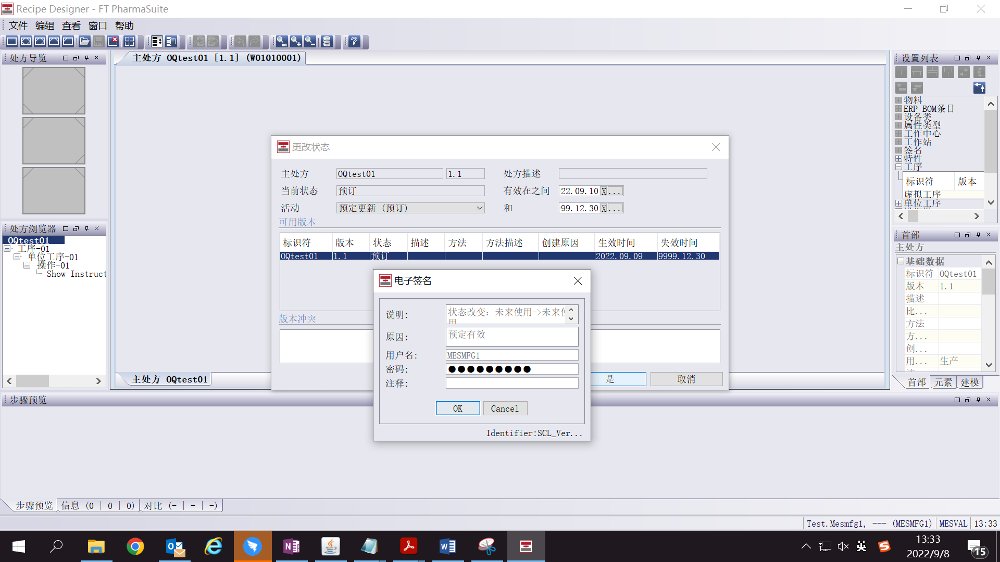 Recipe Designer - FT PharmaSuite
文件 编辑 查看 窗口 帮助
处方导览
主处方 OQtest01 [1.1] (W01010001)
设置列表
物料
ERP BOM条目
设备类
属性类型
工作中心
工作站
签名
特性
工序
标识符 版本
虚拟工序
单位工序
更改状态
主处方 OQtest01 1.1 处方描述
当前状态 预订 有效在之间 22.09.10 X ...
活动 预定更新 (预订) 和 99.12.30 X ...
可用版本
标识符 版本 状态 描述 方法 方法描述 创建原因 生效时间 失效时间
OQtest01 1.1 预订 2022.09.09 9999.12.30
版本冲突
是 取消
电子签名
说明: 状态改变: 未来使用->未来使用
原因: 预定有效
用户名: MESMFG1
密码: ●●●●●●●●●
注释:
OK Cancel
Identifier:SCL_Ver...
处方浏览器
OQtest01
工序-01
单位工序-01
操作-01
Show Instruct
主处方 OQtest01
首部
主处方
基础数据
标识符 OQtest01
版本 1.1
描述
比...
方法
方...
创...
用... 生产
首部 元素 建模
步骤预览
步骤预览 信息 (0 | 0 | 0) 对比 (- | - | -)
Test.Mesmfg1, --- (MESMFG1) MESVAL 13:33
英
13:33
2022/9/8
15